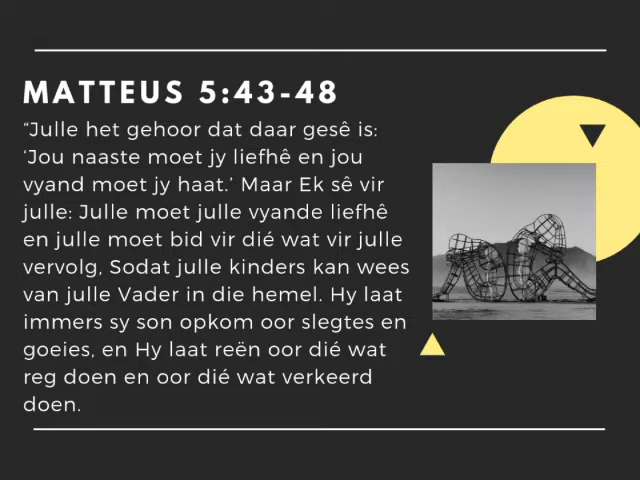 MATTEUS 5:43-48
“Julle het gehoor dat daar gesê is:
‘Jou naaste moet jy liefhê en jou
vyand moet jy haat.’ Maar Ek sê vir
julle: Julle moet julle vyande liefhê
en julle moet bid vir dié wat vir julle
vervolg, Sodat julle kinders kan wees
van julle Vader in die hemel. Hy laat
immers sy son opkom oor slegtes en
goeies, en Hy laat reën oor dié wat
reg doen en oor dié wat verkeerd
doen.